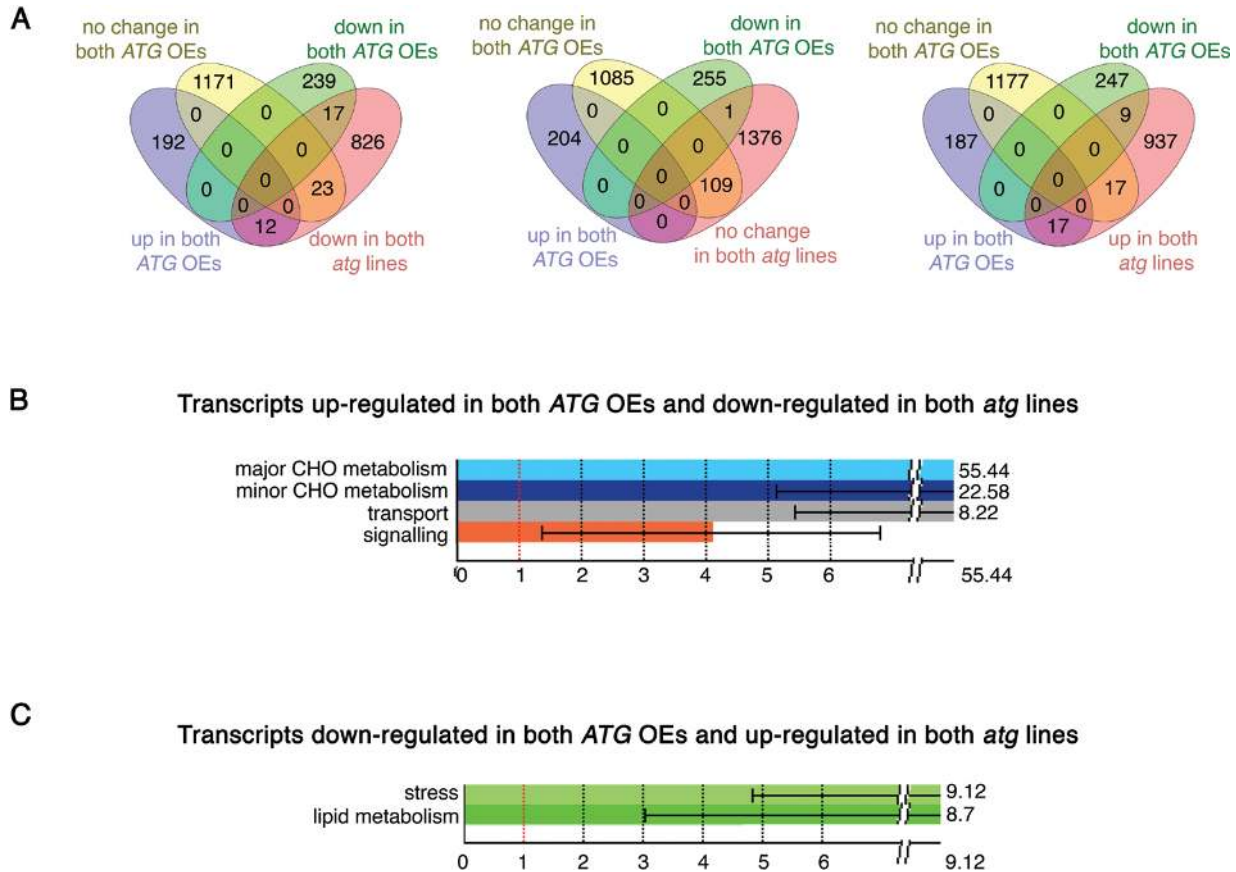 A
no change in
both ATG OEs
down in
both ATG OEs
1171
239
0
0
17
192
826
0
0
0
0
23
0
0
12
up in both
ATG OEs
down in both
atg lines
no change in
both ATG OEs
down in
both ATG OEs
1085
255
0
0
1
204
1376
0
0
0
0
109
0
0
0
up in both
ATG OEs
no change
in both atg lines
no change in
both ATG OEs
down in
both ATG OEs
1177
247
0
0
9
187
937
0
0
0
0
17
0
0
17
up in both
ATG OEs
up in both
atg lines
B
Transcripts up-regulated in both ATG OEs and down-regulated in both atg lines
major CHO metabolism 55.44
minor CHO metabolism 22.58
transport 8.22
signalling
0 1 2 3 4 5 6 55.44
C
Transcripts down-regulated in both ATG OEs and up-regulated in both atg lines
stress 9.12
lipid metabolism 8.7
0 1 2 3 4 5 6 9.12